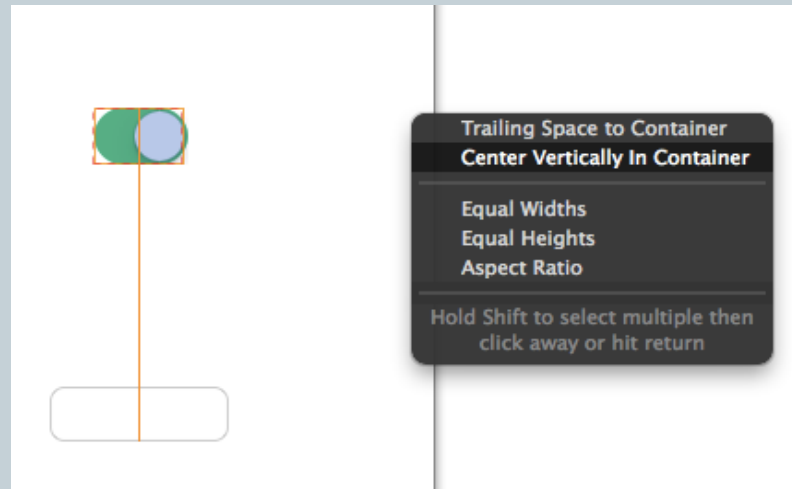 Trailing Space to Container
Center Vertically In Container
Equal Widths
Equal Heights
Aspect Ratio
Hold Shift to select multiple then
click away or hit return